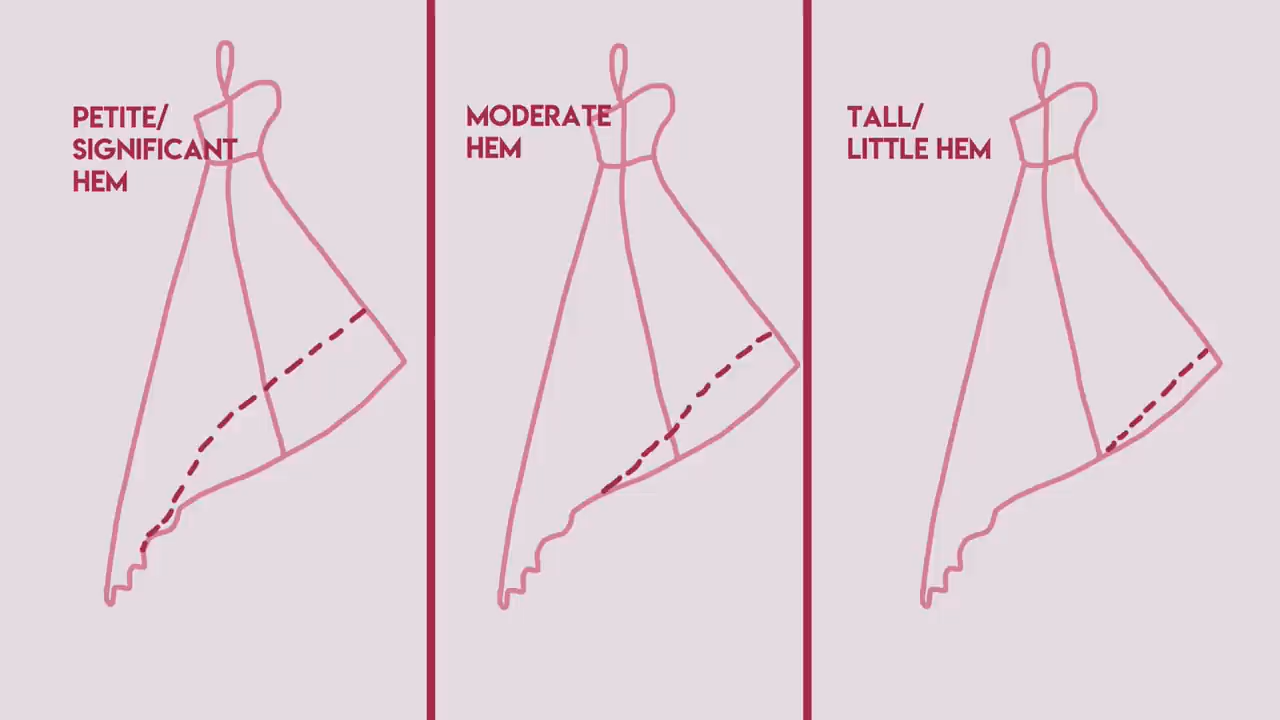 PETITE/
SIGNIFICANT
HEM
MODERATE
HEM
TALL/
LITTLE HEM